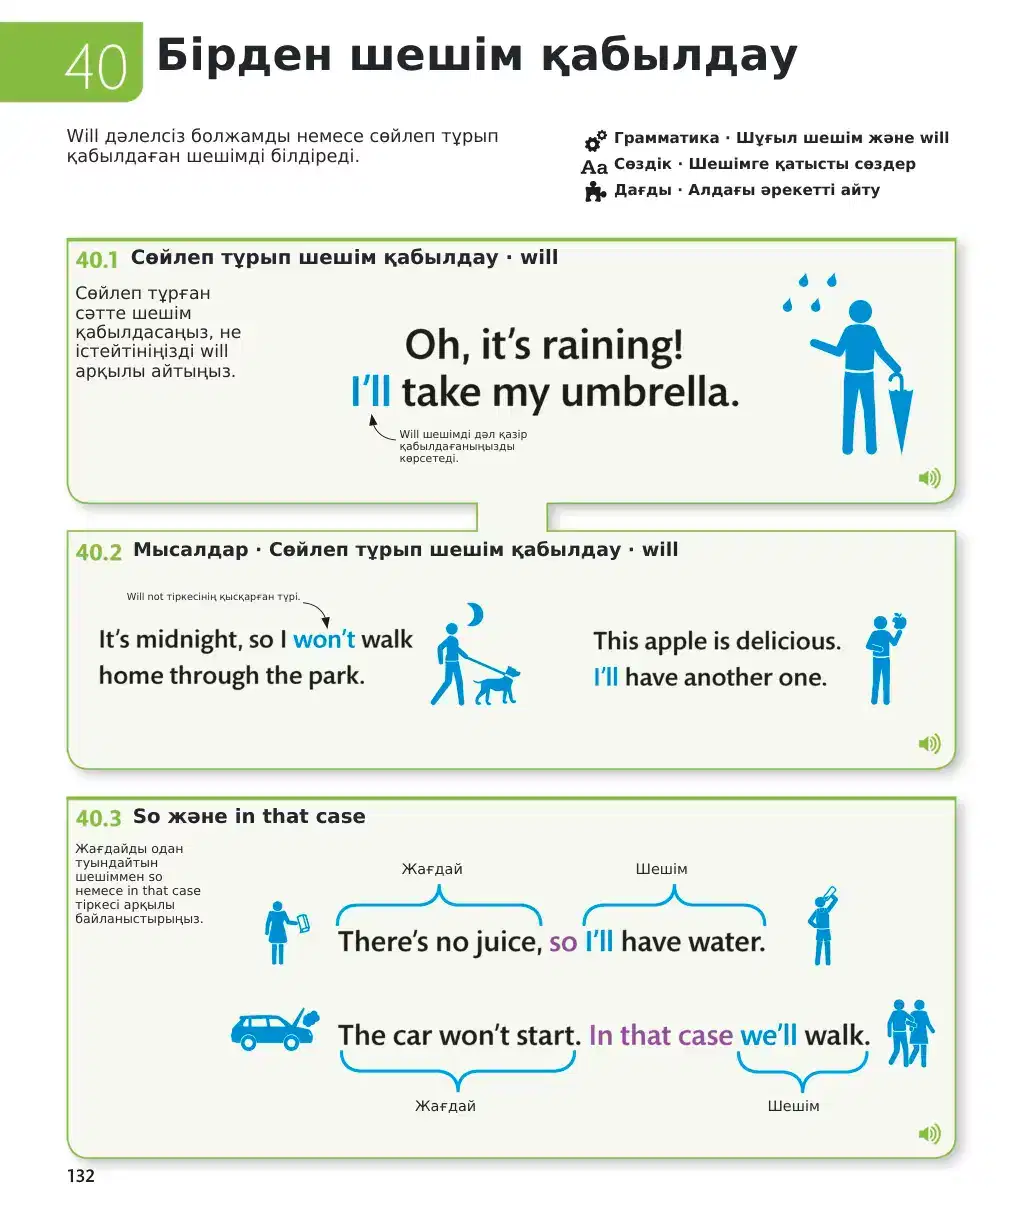 40
Бірден шешім қабылдау
Will дәлелсіз болжамды немесе сөйлеп тұрып
қабылдаған шешімді білдіреді.
Грамматика · Шұғыл шешім және will
Aa Сөздік · Шешімге қатысты сөздер
Дағды · Алдағы әрекетті айту
40.1 Сөйлеп тұрып шешім қабылдау · will
Сөйлеп тұрған
сәтте шешім
қабылдасаңыз, не
істейтініңізді will
арқылы айтыңыз.
Oh, it’s raining!
I’ll take my umbrella.
Will шешімді дәл қазір
қабылдағаныңызды
көрсетеді.
40.2 Мысалдар · Сөйлеп тұрып шешім қабылдау · will
Will not тіркесінің қысқарған түрі.
It’s midnight, so I won’t walk
home through the park.
This apple is delicious.
I’ll have another one.
40.3 So және in that case
Жағдайды одан
туындайтын
шешіммен so
немесе in that case
тіркесі арқылы
байланыстырыңыз.
Жағдай Шешім
There’s no juice, so I’ll have water.
The car won’t start. In that case we’ll walk.
Жағдай Шешім
132